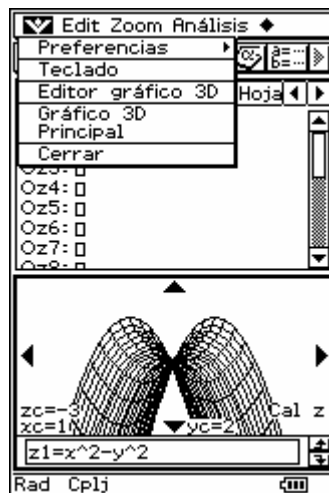 Edit Zoom Análisis ◆
Preferencias
Teclado
Editor gráfico 3D
Hoja
Gráfico 3D
Principal
Cerrar
Oz4:
Oz5:
Oz6:
Oz7:
zc=-3
Cal z
xc=1
yc=2
z1=x^2-y^2
Rad Cplj